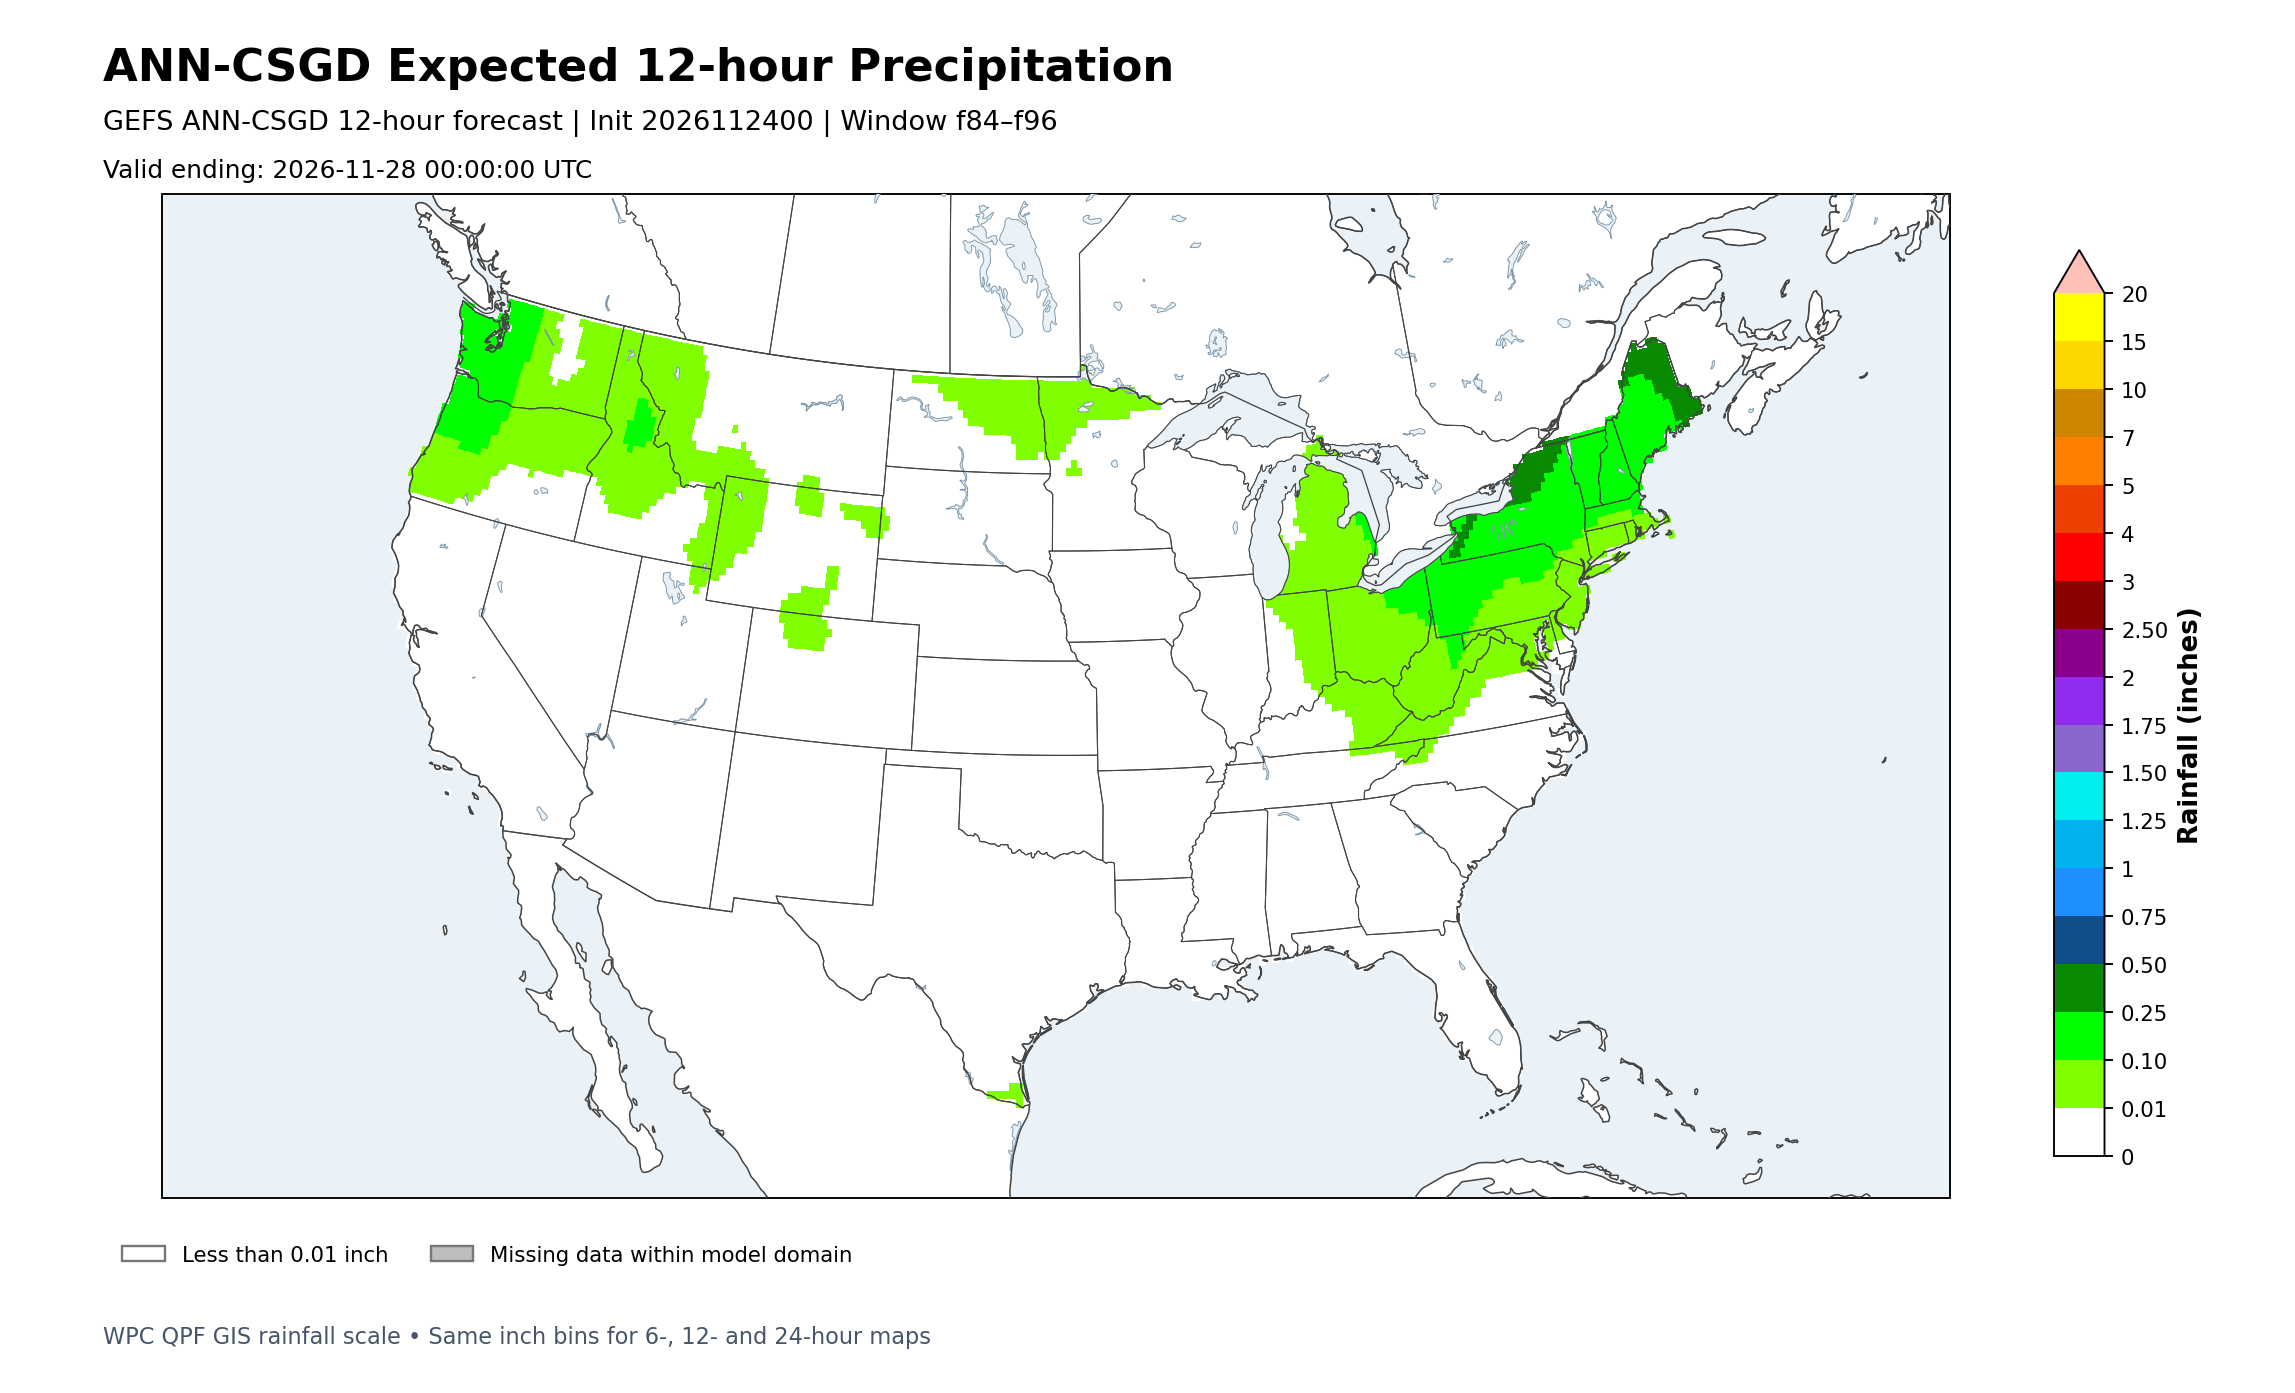 ANN-CSGD Expected 12-hour Precipitation
GEFS ANN-CSGD 12-hour forecast | Init 2026112400 | Window f84–f96
Valid ending: 2026-11-28 00:00:00 UTC
20
15
10
7
5
4
3
2.50
2
1.75
1.50
1.25
1
0.75
0.50
0.25
0.10
0.01
0
Rainfall (inches)
Less than 0.01 inch
Missing data within model domain
WPC QPF GIS rainfall scale • Same inch bins for 6-, 12- and 24-hour maps